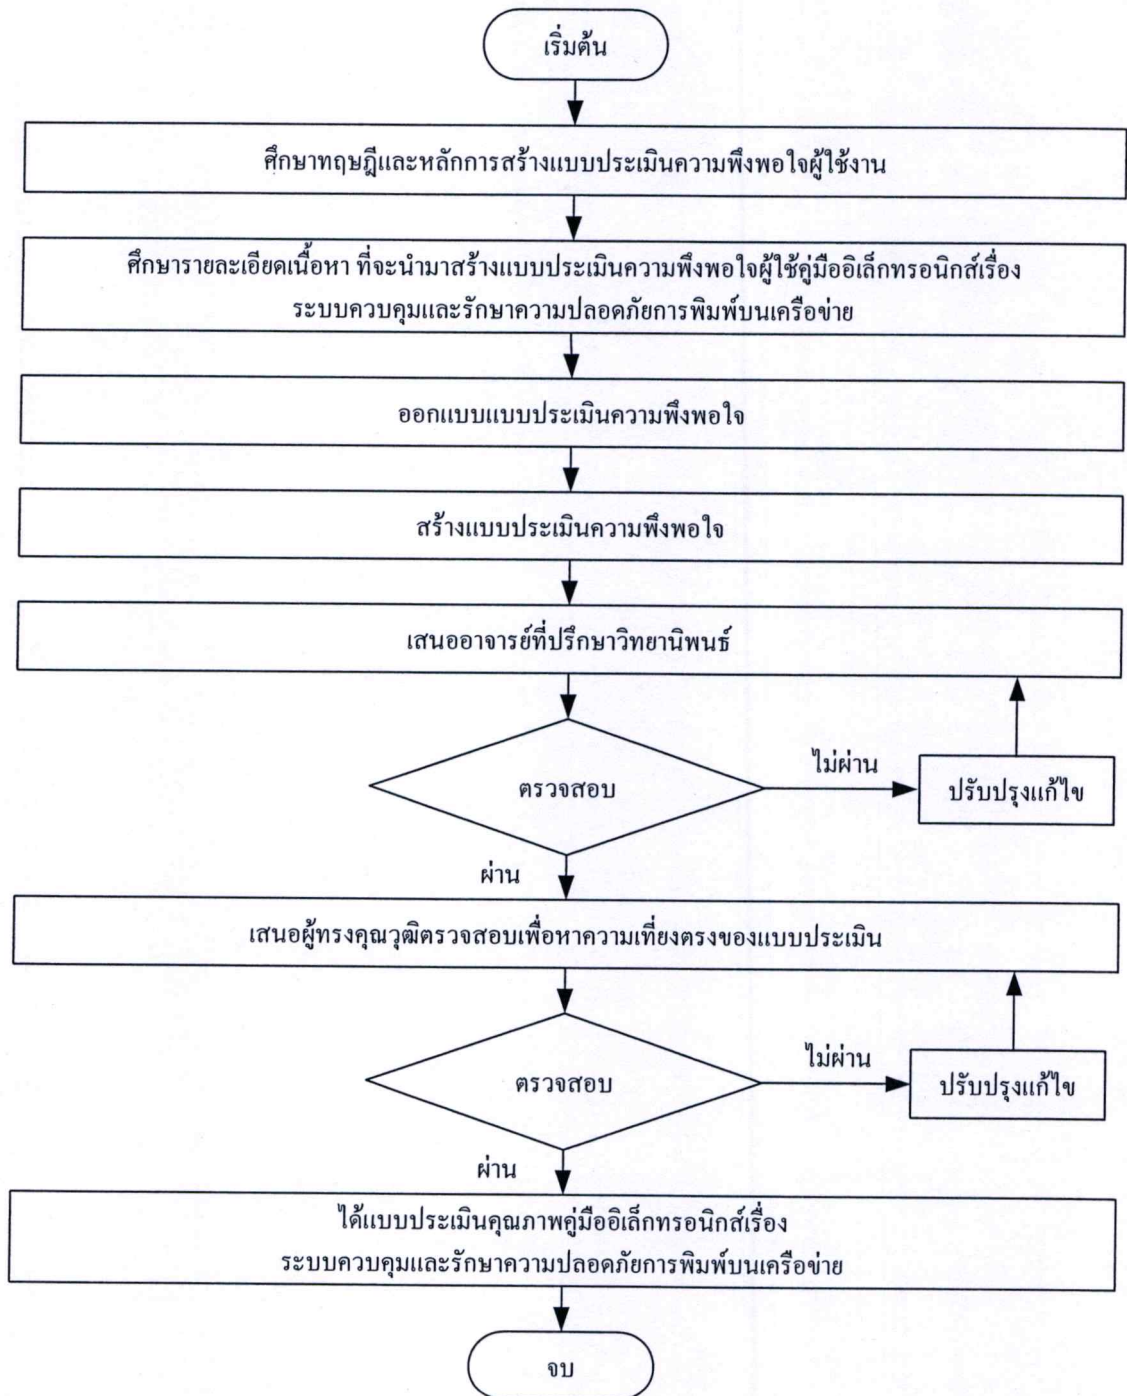 เริ่มต้น
ศึกษาทฤษฎีและหลักการสร้างแบบประเมินความพึงพอใจผู้ใช้งาน
ศึกษารายละเอียดเนื้อหา ที่จะนำมาสร้างแบบประเมินความพึงพอใจผู้ใช้คู่มืออิเล็กทรอนิกส์เรื่อง
ระบบควบคุมและรักษาความปลอดภัยการพิมพ์บนเครือข่าย
ออกแบบแบบประเมินความพึงพอใจ
สร้างแบบประเมินความพึงพอใจ
เสนออาจารย์ที่ปรึกษาวิทยานิพนธ์
ตรวจสอบ
ไม่ผ่าน
ปรับปรุงแก้ไข
ผ่าน
เสนอผู้ทรงคุณวุฒิตรวจสอบเพื่อหาความเที่ยงตรงของแบบประเมิน
ตรวจสอบ
ไม่ผ่าน
ปรับปรุงแก้ไข
ผ่าน
ได้แบบประเมินคุณภาพคู่มืออิเล็กทรอนิกส์เรื่อง
ระบบควบคุมและรักษาความปลอดภัยการพิมพ์บนเครือข่าย
จบ